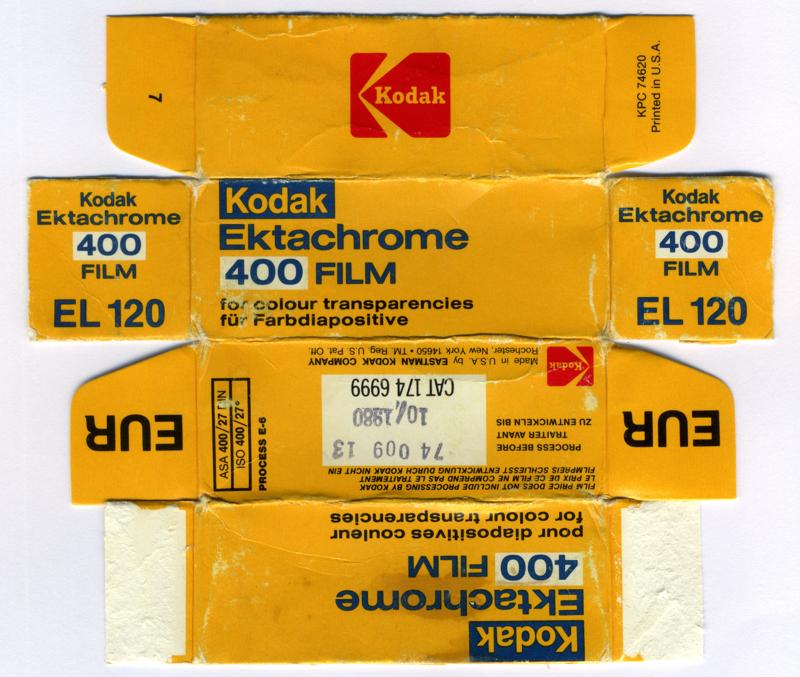 7
Kodak
KPC 74620
Printed in U.S.A.
Kodak
Ektachrome
400
FILM
EL 120
Kodak
Ektachrome
400 FILM
for colour transparencies
für Farbdiapositive
Kodak
Ektachrome
400
FILM
EL 120
EUR
FILM PRICE DOES NOT INCLUDE PROCESSING BY KODAK
LE PRIX DE CE FILM NE COMPREND PAS LE TRAITEMENT
FILMPREIS SCHLIESST ENTWICKLUNG DURCH KODAK NICHT EIN
PROCESS BEFORE
TRAITER AVANT
ZU ENTWICKELN BIS
74 009 13
10/1980
CAT 174 6999
PROCESS E-6
ASA 400/27 DIN
ISO 400/27°
Kodak
Made in U.S.A. by EASTMAN KODAK COMPANY
Rochester, New York 14650 • TM. Reg. U.S. Pat. Off.
EUR
Kodak
Ektachrome
400 FILM
pour diapositives couleur
for colour transparencies